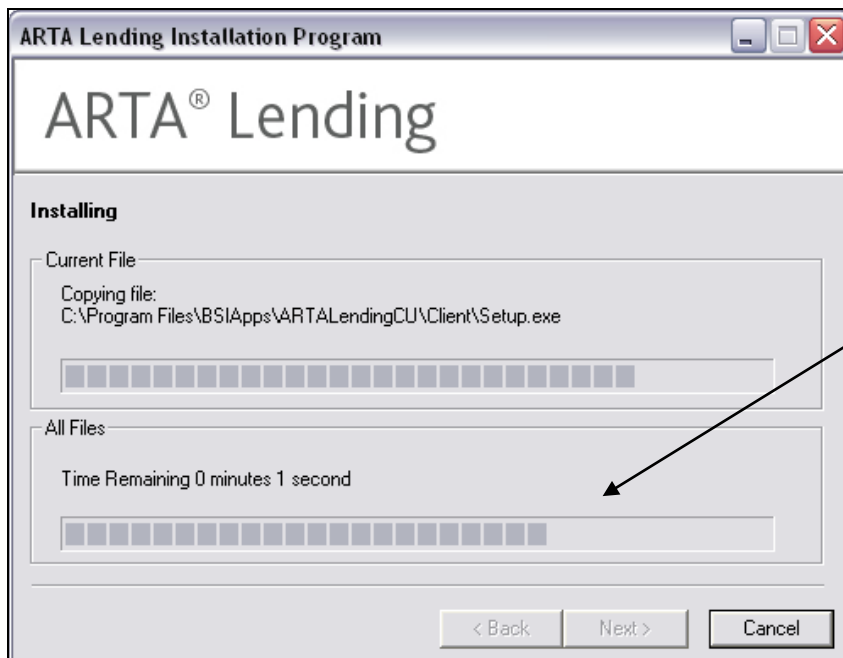 ARTA Lending Installation Program
ARTA® Lending
Installing
Current File
Copying file:
C:\Program Files\BSIApps\ARTALendingCU\Client\Setup.exe
All Files
Time Remaining 0 minutes 1 second
< Back
Next >
Cancel